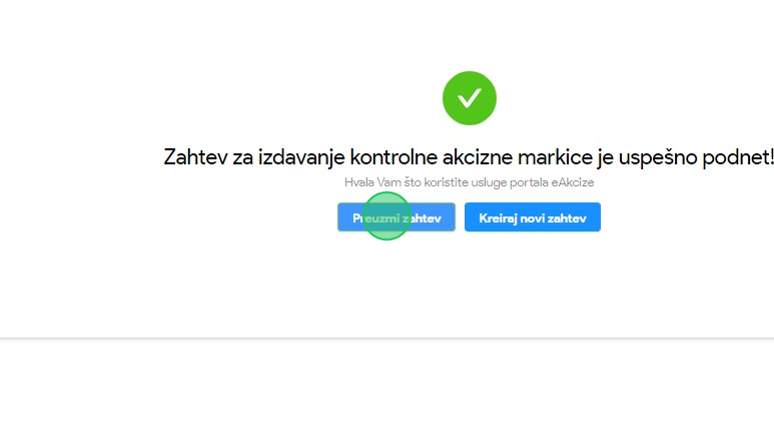 Zahtev za izdavanje kontrolne akcizne markice je uspešno podnet!
Hvala Vam što koristite usluge portala eAkcize
Preuzmi zahtev
Kreiraj novi zahtev